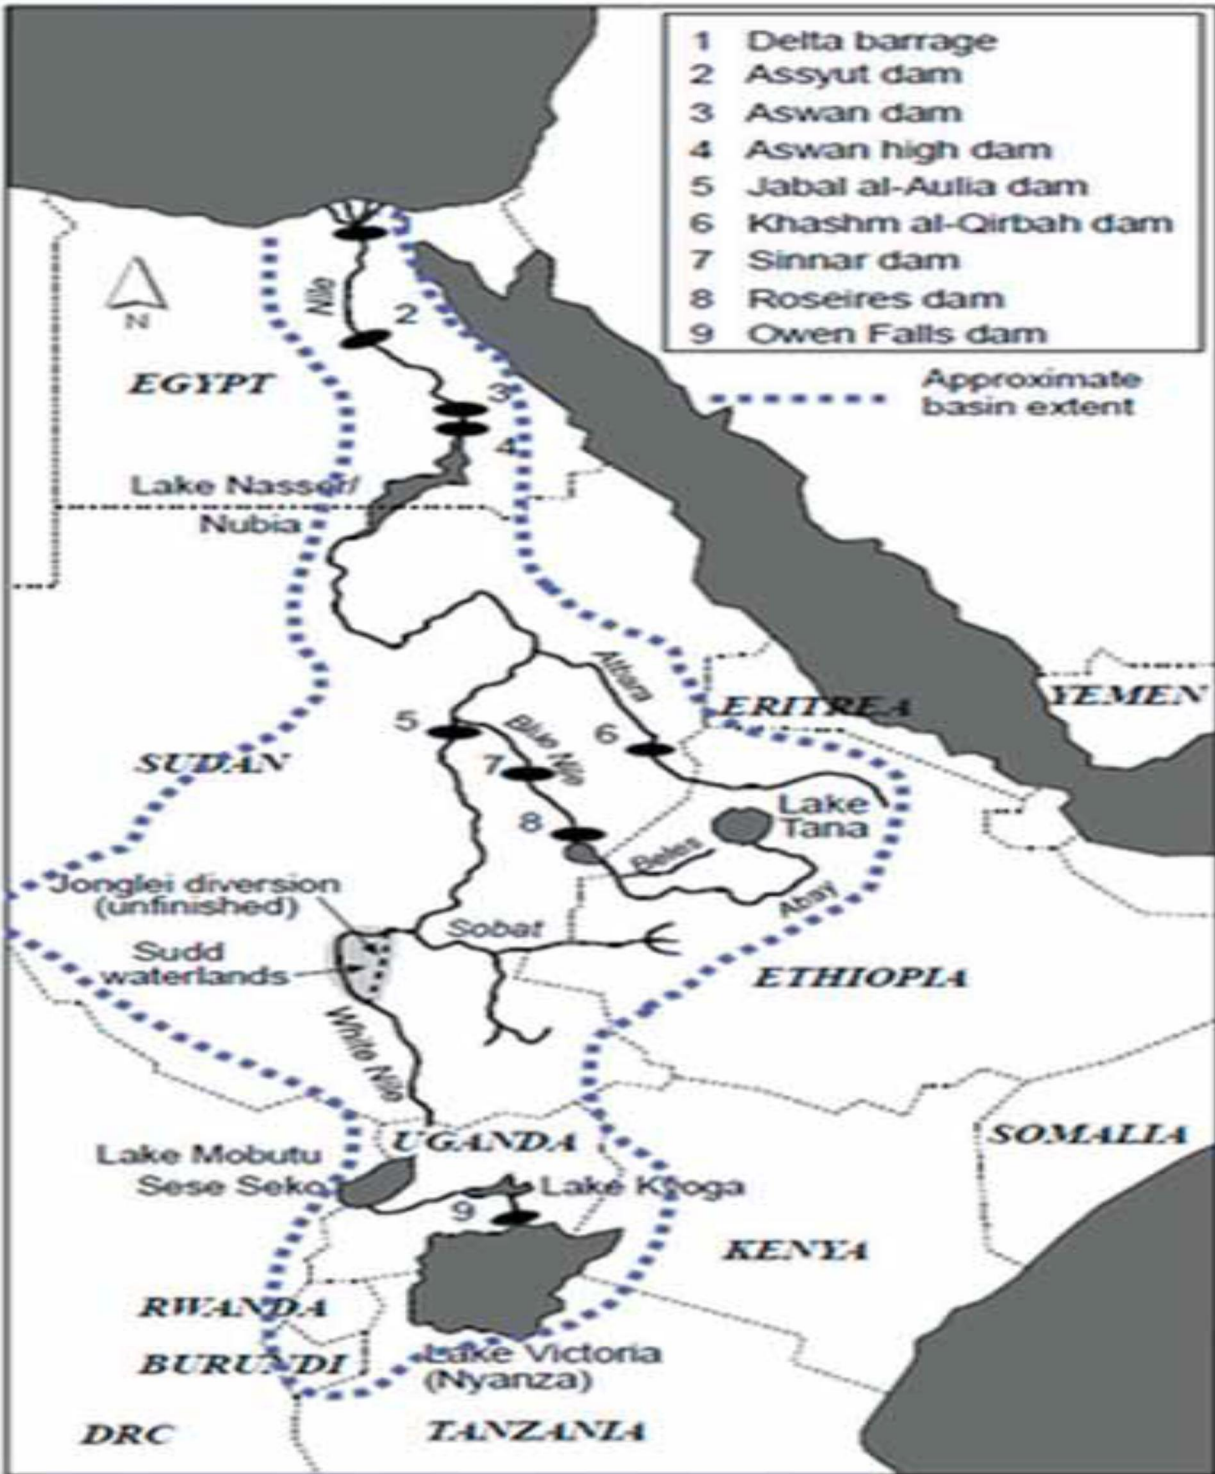 1 Delta barrage
2 Assyut dam
3 Aswan dam
4 Aswan high dam
5 Jabal al-Aulia dam
6 Khashm al-Qirbah dam
7 Sinnar dam
8 Roseires dam
9 Owen Falls dam
Approximate
basin extent
N
Nile
2
EGYPT
3
4
Lake Nasser/
Nubia
Atbara
ERITREA
YEMEN
5
Blue Nile
6
SUDAN
7
8
Lake
Tana
Beles
Abay
Jonglei diversion
(unfinished)
Sobat
Sudd
waterlands
ETHIOPIA
White Nile
UGANDA
SOMALIA
Lake Mobutu
Sese Seko
Lake Kyoga
9
KENYA
RWANDA
BURUNDI
Lake Victoria
(Nyanza)
DRC
TANZANIA